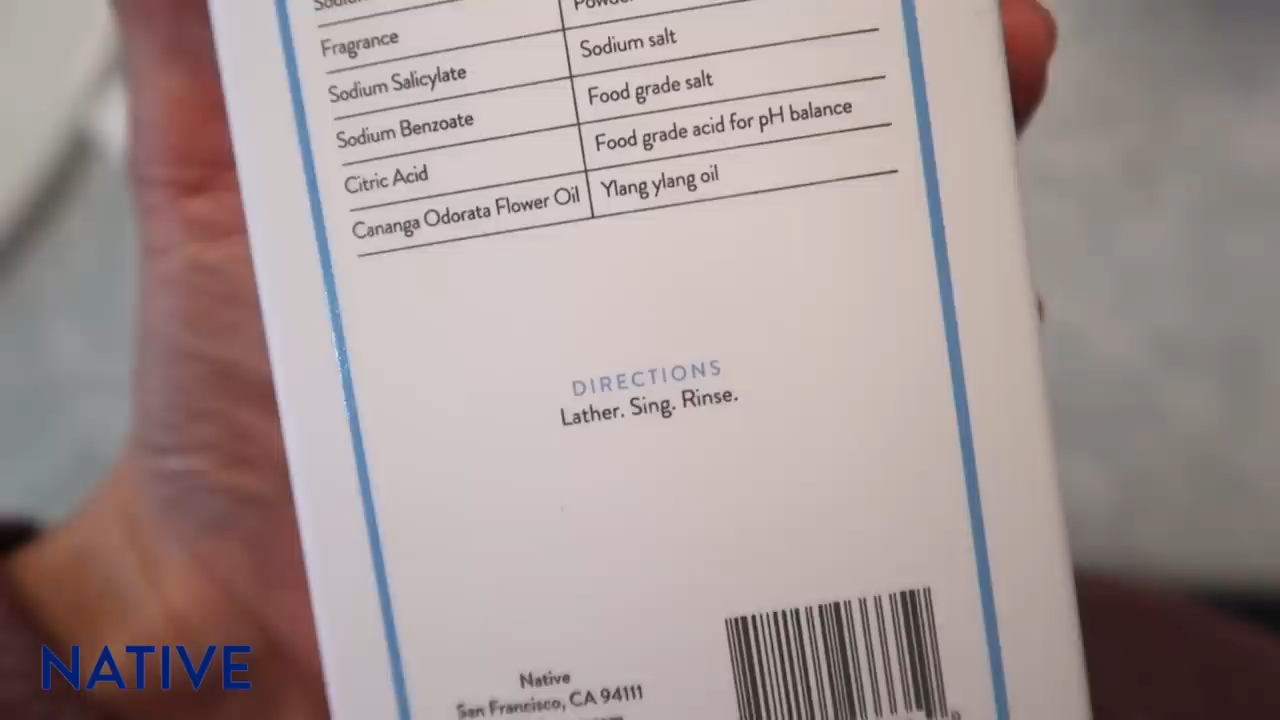 Fragrance
Sodium Salicylate
Sodium salt
Sodium Benzoate
Food grade salt
Citric Acid
Food grade acid for pH balance
Cananga Odorata Flower Oil
Ylang ylang oil
DIRECTIONS
Lather. Sing. Rinse.
Native
San Francisco, CA 94111
NATIVE